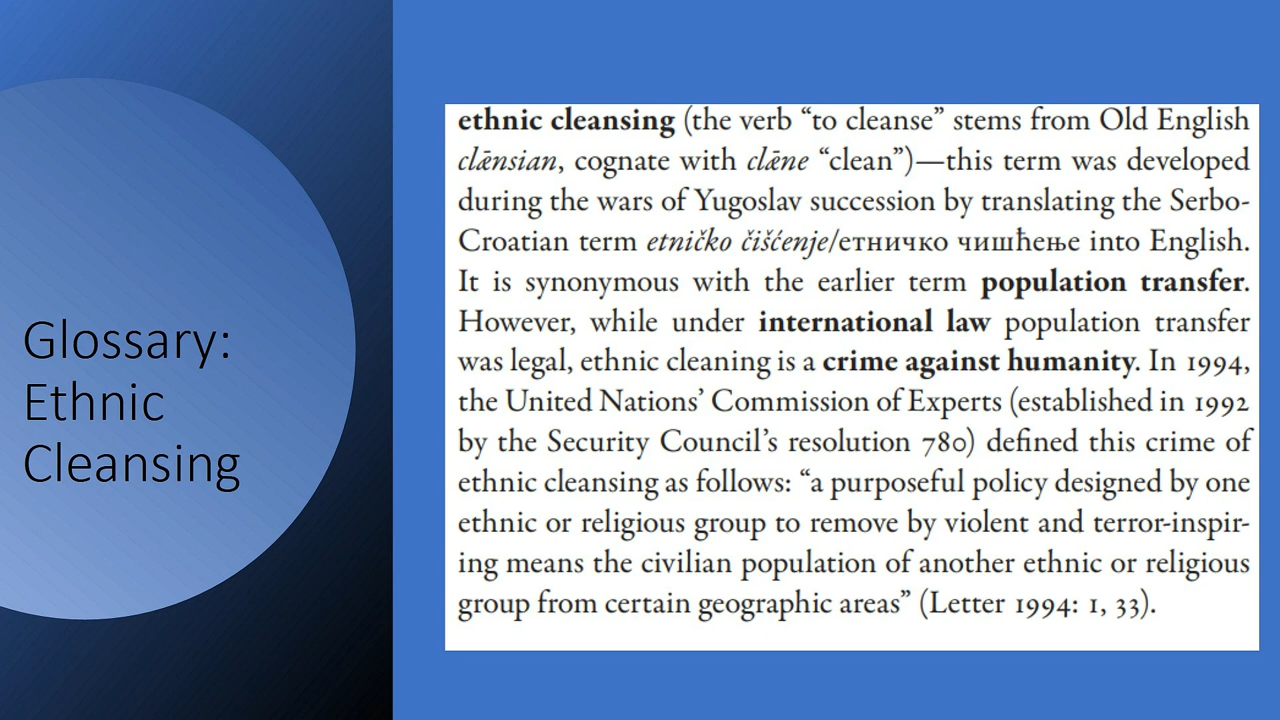 Glossary:
Ethnic
Cleansing
ethnic cleansing (the verb “to cleanse” stems from Old English
clǣnsian, cognate with clǣne “clean”)—this term was developed
during the wars of Yugoslav succession by translating the Serbo-
Croatian term etničko čišćenje/етничко чишћење into English.
It is synonymous with the earlier term population transfer.
However, while under international law population transfer
was legal, ethnic cleaning is a crime against humanity. In 1994,
the United Nations’ Commission of Experts (established in 1992
by the Security Council’s resolution 780) defined this crime of
ethnic cleansing as follows: “a purposeful policy designed by one
ethnic or religious group to remove by violent and terror-inspir-
ing means the civilian population of another ethnic or religious
group from certain geographic areas” (Letter 1994: 1, 33).